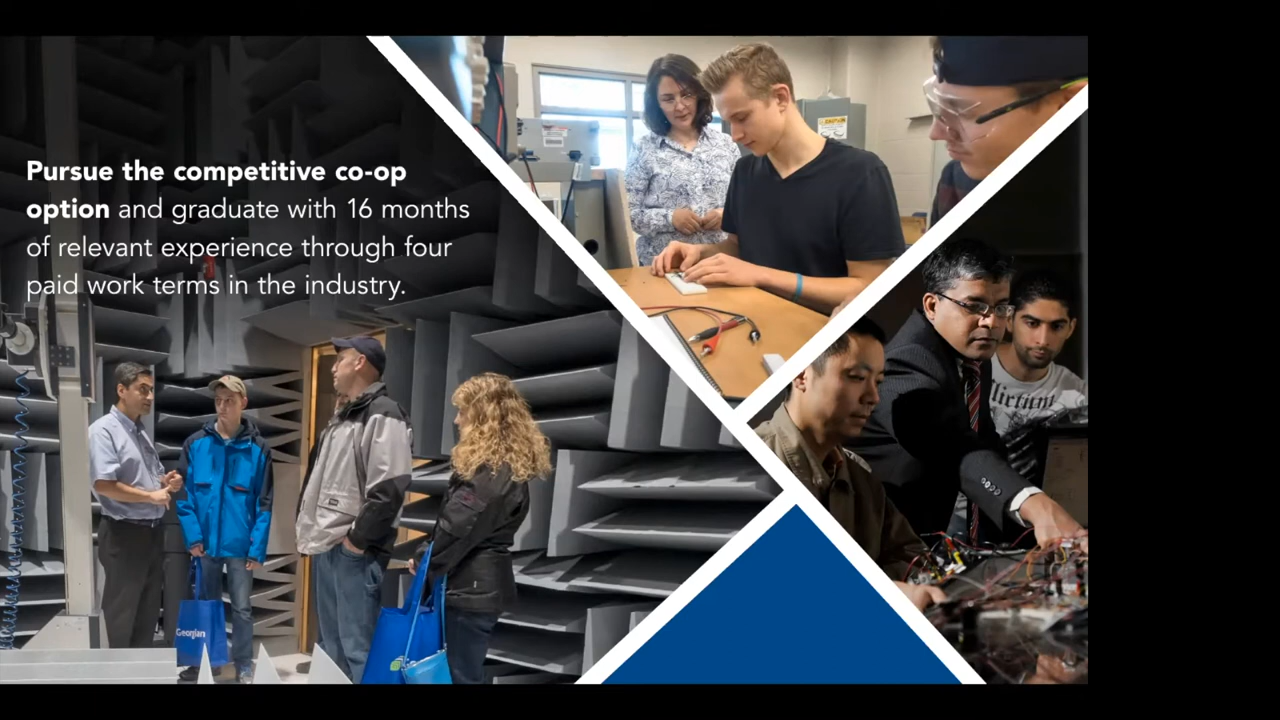 Pursue the competitive co-op
option and graduate with 16 months
of relevant experience through four
paid work terms in the industry.
Georgian